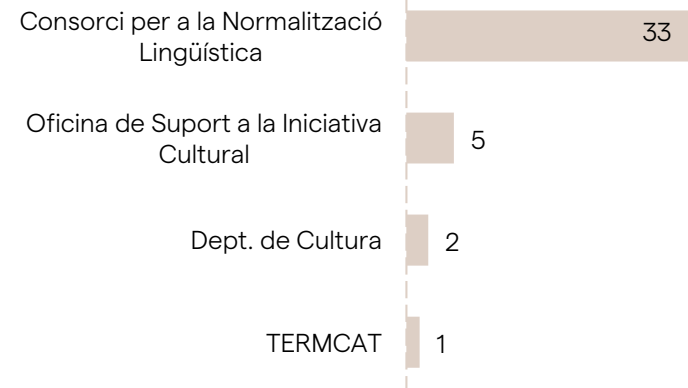 Consorci per a la Normalització
Lingüística
33
Oficina de Suport a la Iniciativa
Cultural
5
Dept. de Cultura
2
TERMCAT
1